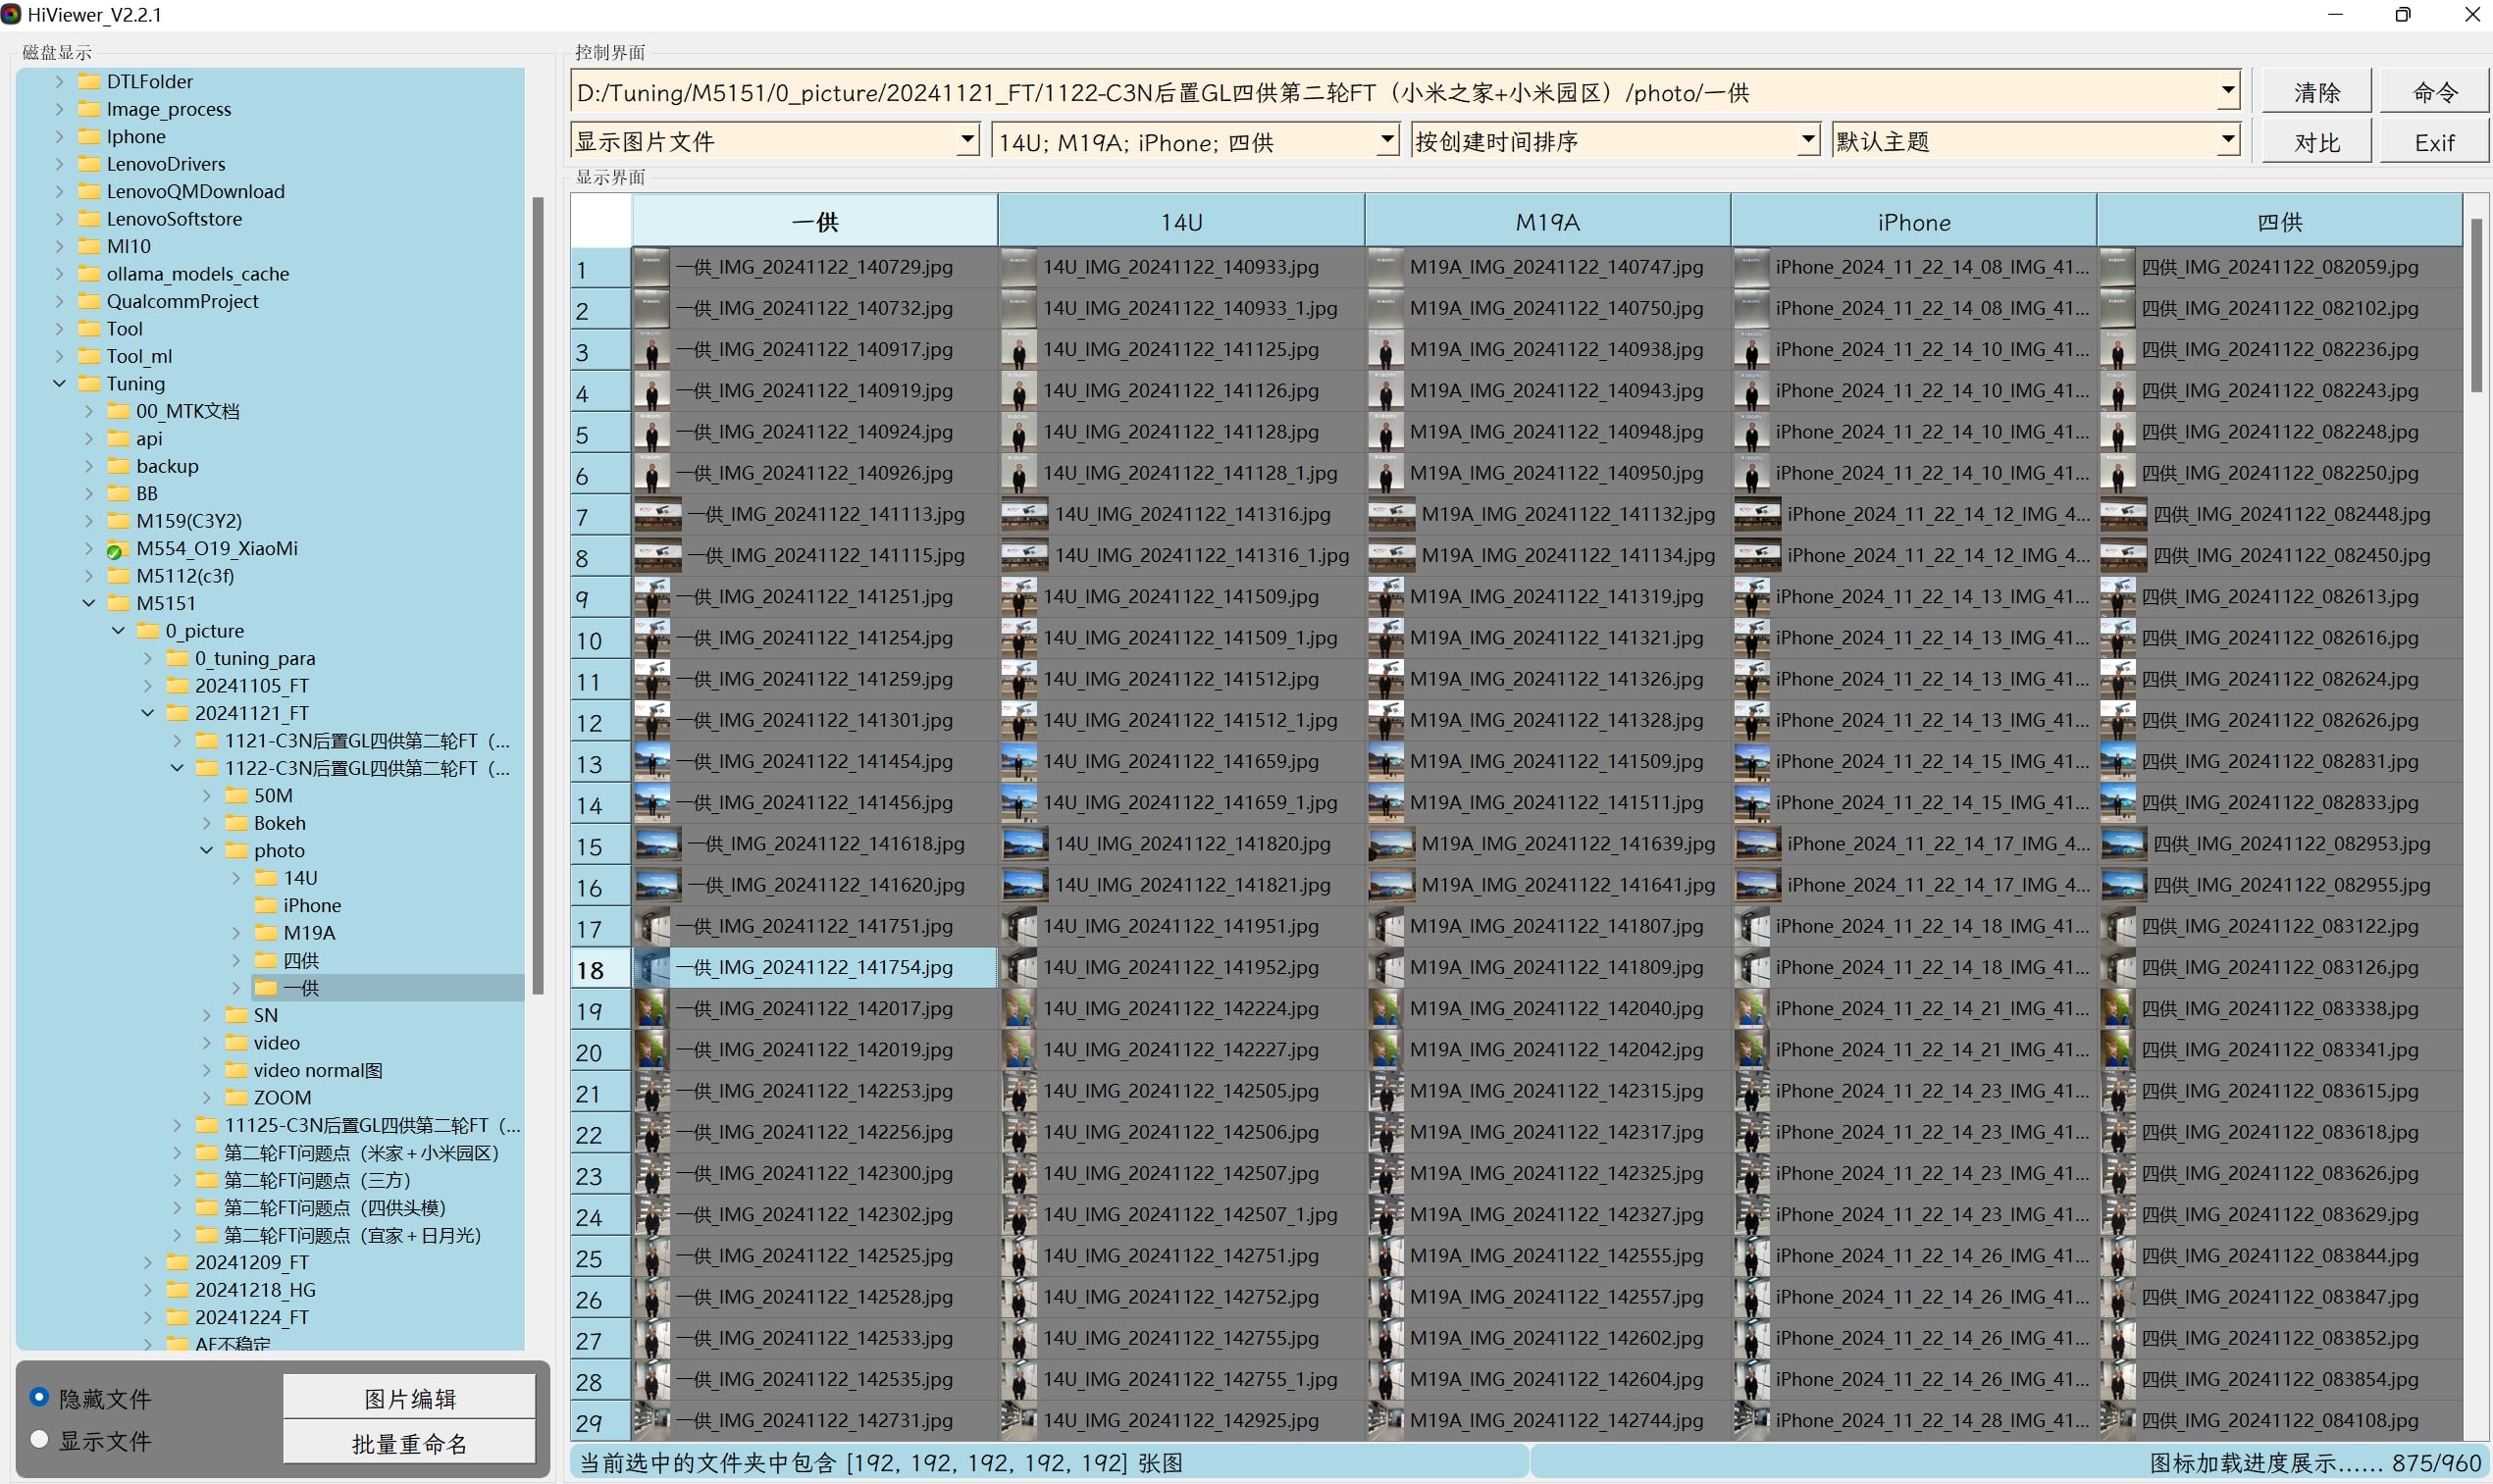 HiViewer_V2.2.1
磁盘显示
DTLFolder
Image_process
Iphone
LenovoDrivers
LenovoQMDownload
LenovoSoftstore
MI10
ollama_models_cache
QualcommProject
Tool
Tool_ml
Tuning
00_MTK文档
api
backup
BB
M159(C3Y2)
M554_O19_XiaoMi
M5112(c3f)
M5151
0_picture
0_tuning_para
20241105_FT
20241121_FT
1121-C3N后置GL四供第二轮FT（...
1122-C3N后置GL四供第二轮FT（...
50M
Bokeh
photo
14U
iPhone
M19A
四供
一供
SN
video
video normal图
ZOOM
11125-C3N后置GL四供第二轮FT（...
第二轮FT问题点（米家+小米园区）
第二轮FT问题点（三方）
第二轮FT问题点（四供头模）
第二轮FT问题点（宜家+日月光）
20241209_FT
20241218_HG
20241224_FT
AF不稳定
隐藏文件
显示文件
图片编辑
批量重命名
控制界面
D:/Tuning/M5151/0_picture/20241121_FT/1122-C3N后置GL四供第二轮FT（小米之家+小米园区）/photo/一供
清除 命令
显示图片文件 14U; M19A; iPhone; 四供 按创建时间排序 默认主题 对比 Exif
显示界面
一供 14U M19A iPhone 四供
1 一供_IMG_20241122_140729.jpg 14U_IMG_20241122_140933.jpg M19A_IMG_20241122_140747.jpg iPhone_2024_11_22_14_08_IMG_41... 四供_IMG_20241122_082059.jpg
2 一供_IMG_20241122_140732.jpg 14U_IMG_20241122_140933_1.jpg M19A_IMG_20241122_140750.jpg iPhone_2024_11_22_14_08_IMG_41... 四供_IMG_20241122_082102.jpg
3 一供_IMG_20241122_140917.jpg 14U_IMG_20241122_141125.jpg M19A_IMG_20241122_140938.jpg iPhone_2024_11_22_14_10_IMG_41... 四供_IMG_20241122_082236.jpg
4 一供_IMG_20241122_140919.jpg 14U_IMG_20241122_141126.jpg M19A_IMG_20241122_140943.jpg iPhone_2024_11_22_14_10_IMG_41... 四供_IMG_20241122_082243.jpg
5 一供_IMG_20241122_140924.jpg 14U_IMG_20241122_141128.jpg M19A_IMG_20241122_140948.jpg iPhone_2024_11_22_14_10_IMG_41... 四供_IMG_20241122_082248.jpg
6 一供_IMG_20241122_140926.jpg 14U_IMG_20241122_141128_1.jpg M19A_IMG_20241122_140950.jpg iPhone_2024_11_22_14_10_IMG_41... 四供_IMG_20241122_082250.jpg
7 一供_IMG_20241122_141113.jpg 14U_IMG_20241122_141316.jpg M19A_IMG_20241122_141132.jpg iPhone_2024_11_22_14_12_IMG_4... 四供_IMG_20241122_082448.jpg
8 一供_IMG_20241122_141115.jpg 14U_IMG_20241122_141316_1.jpg M19A_IMG_20241122_141134.jpg iPhone_2024_11_22_14_12_IMG_4... 四供_IMG_20241122_082450.jpg
9 一供_IMG_20241122_141251.jpg 14U_IMG_20241122_141509.jpg M19A_IMG_20241122_141319.jpg iPhone_2024_11_22_14_13_IMG_41... 四供_IMG_20241122_082613.jpg
10 一供_IMG_20241122_141254.jpg 14U_IMG_20241122_141509_1.jpg M19A_IMG_20241122_141321.jpg iPhone_2024_11_22_14_13_IMG_41... 四供_IMG_20241122_082616.jpg
11 一供_IMG_20241122_141259.jpg 14U_IMG_20241122_141512.jpg M19A_IMG_20241122_141326.jpg iPhone_2024_11_22_14_13_IMG_41... 四供_IMG_20241122_082624.jpg
12 一供_IMG_20241122_141301.jpg 14U_IMG_20241122_141512_1.jpg M19A_IMG_20241122_141328.jpg iPhone_2024_11_22_14_13_IMG_41... 四供_IMG_20241122_082626.jpg
13 一供_IMG_20241122_141454.jpg 14U_IMG_20241122_141659.jpg M19A_IMG_20241122_141509.jpg iPhone_2024_11_22_14_15_IMG_41... 四供_IMG_20241122_082831.jpg
14 一供_IMG_20241122_141456.jpg 14U_IMG_20241122_141659_1.jpg M19A_IMG_20241122_141511.jpg iPhone_2024_11_22_14_15_IMG_41... 四供_IMG_20241122_082833.jpg
15 一供_IMG_20241122_141618.jpg 14U_IMG_20241122_141820.jpg M19A_IMG_20241122_141639.jpg iPhone_2024_11_22_14_17_IMG_4... 四供_IMG_20241122_082953.jpg
16 一供_IMG_20241122_141620.jpg 14U_IMG_20241122_141821.jpg M19A_IMG_20241122_141641.jpg iPhone_2024_11_22_14_17_IMG_4... 四供_IMG_20241122_082955.jpg
17 一供_IMG_20241122_141751.jpg 14U_IMG_20241122_141951.jpg M19A_IMG_20241122_141807.jpg iPhone_2024_11_22_14_18_IMG_41... 四供_IMG_20241122_083122.jpg
18 一供_IMG_20241122_141754.jpg 14U_IMG_20241122_141952.jpg M19A_IMG_20241122_141809.jpg iPhone_2024_11_22_14_18_IMG_41... 四供_IMG_20241122_083126.jpg
19 一供_IMG_20241122_142017.jpg 14U_IMG_20241122_142224.jpg M19A_IMG_20241122_142040.jpg iPhone_2024_11_22_14_21_IMG_41... 四供_IMG_20241122_083338.jpg
20 一供_IMG_20241122_142019.jpg 14U_IMG_20241122_142227.jpg M19A_IMG_20241122_142042.jpg iPhone_2024_11_22_14_21_IMG_41... 四供_IMG_20241122_083341.jpg
21 一供_IMG_20241122_142253.jpg 14U_IMG_20241122_142505.jpg M19A_IMG_20241122_142315.jpg iPhone_2024_11_22_14_23_IMG_41... 四供_IMG_20241122_083615.jpg
22 一供_IMG_20241122_142256.jpg 14U_IMG_20241122_142506.jpg M19A_IMG_20241122_142317.jpg iPhone_2024_11_22_14_23_IMG_41... 四供_IMG_20241122_083618.jpg
23 一供_IMG_20241122_142300.jpg 14U_IMG_20241122_142507.jpg M19A_IMG_20241122_142325.jpg iPhone_2024_11_22_14_23_IMG_41... 四供_IMG_20241122_083626.jpg
24 一供_IMG_20241122_142302.jpg 14U_IMG_20241122_142507_1.jpg M19A_IMG_20241122_142327.jpg iPhone_2024_11_22_14_23_IMG_41... 四供_IMG_20241122_083629.jpg
25 一供_IMG_20241122_142525.jpg 14U_IMG_20241122_142751.jpg M19A_IMG_20241122_142555.jpg iPhone_2024_11_22_14_26_IMG_41... 四供_IMG_20241122_083844.jpg
26 一供_IMG_20241122_142528.jpg 14U_IMG_20241122_142752.jpg M19A_IMG_20241122_142557.jpg iPhone_2024_11_22_14_26_IMG_41... 四供_IMG_20241122_083847.jpg
27 一供_IMG_20241122_142533.jpg 14U_IMG_20241122_142755.jpg M19A_IMG_20241122_142602.jpg iPhone_2024_11_22_14_26_IMG_41... 四供_IMG_20241122_083852.jpg
28 一供_IMG_20241122_142535.jpg 14U_IMG_20241122_142755_1.jpg M19A_IMG_20241122_142604.jpg iPhone_2024_11_22_14_26_IMG_41... 四供_IMG_20241122_083854.jpg
29 一供_IMG_20241122_142731.jpg 14U_IMG_20241122_142925.jpg M19A_IMG_20241122_142744.jpg iPhone_2024_11_22_14_28_IMG_41... 四供_IMG_20241122_084108.jpg
当前选中的文件夹中包含 [192, 192, 192, 192, 192] 张图
图标加载进度展示...... 875/960